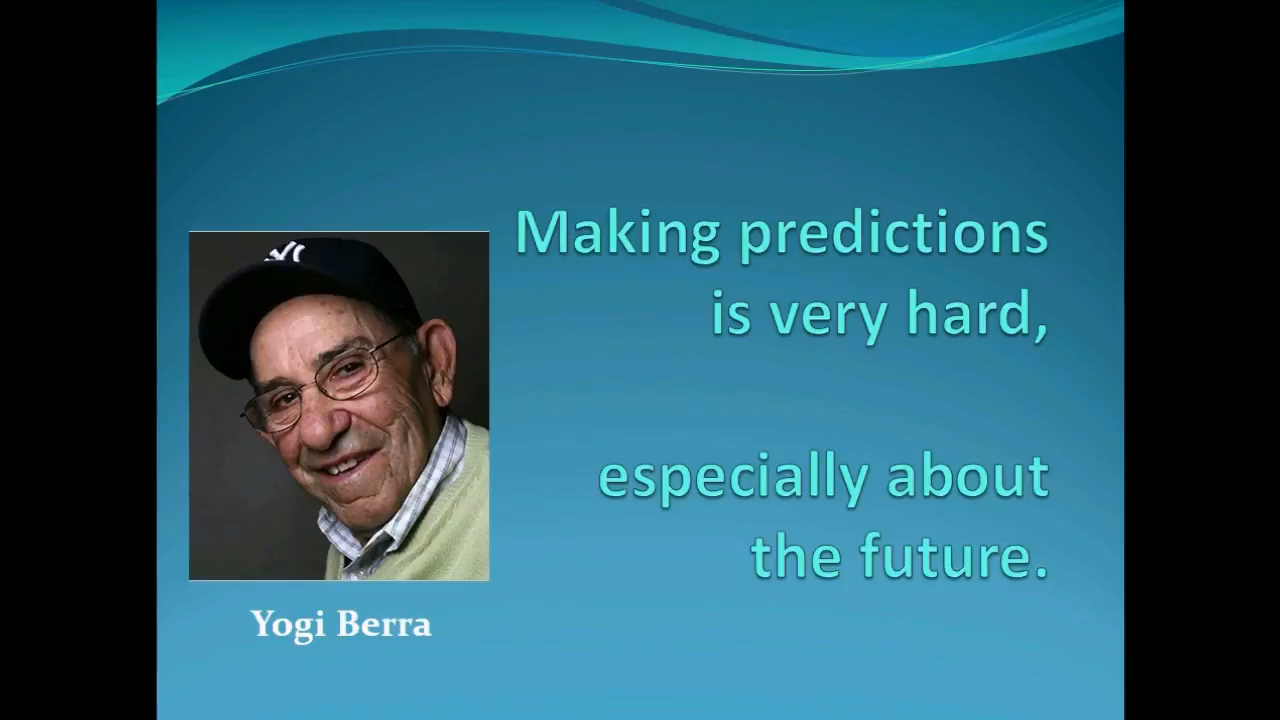 Making predictions
is very hard,
especially about
the future.
Yogi Berra